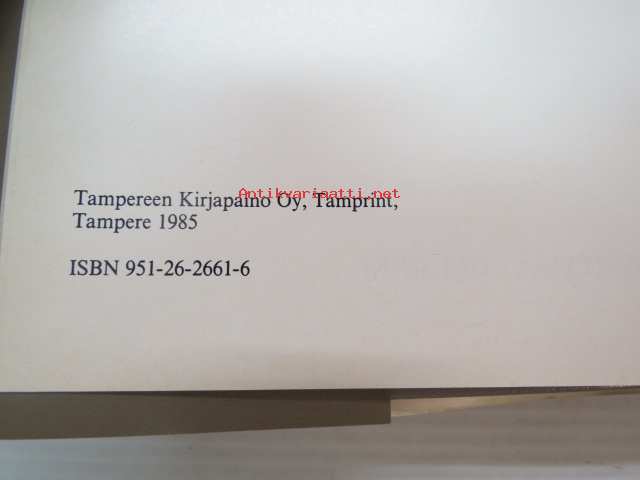 Tampereen Kirjapaino Oy, Tamprint,
Antikvariaatti.net
Tampere 1985
ISBN 951-26-2661-6